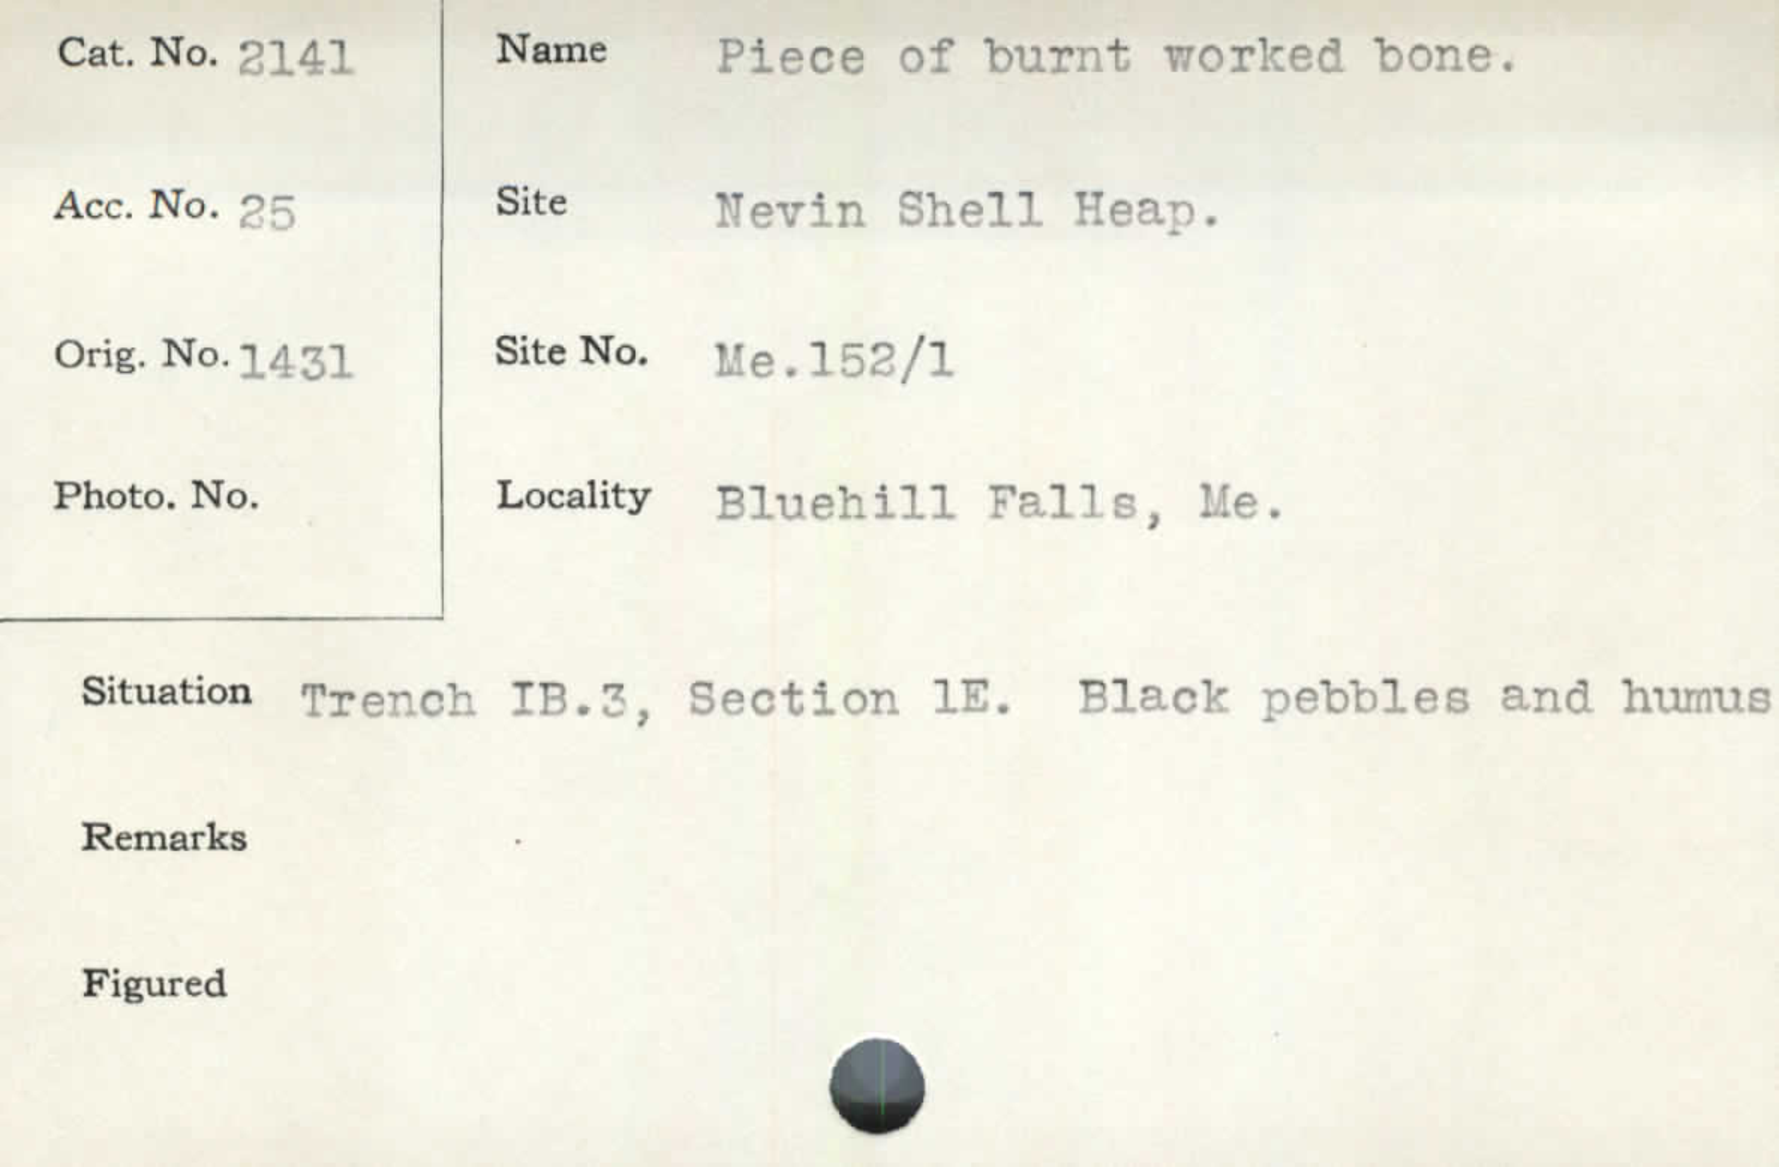 Cat. No. 2141
Name Piece of burnt worked bone.
Acc. No. 25
Site Nevin Shell Heap.
Orig. No. 1431
Site No. Me.152/1
Photo. No.
Locality Bluehill Falls, Me.
Situation Trench IB.3, Section 1E. Black pebbles and humus
Remarks
Figured